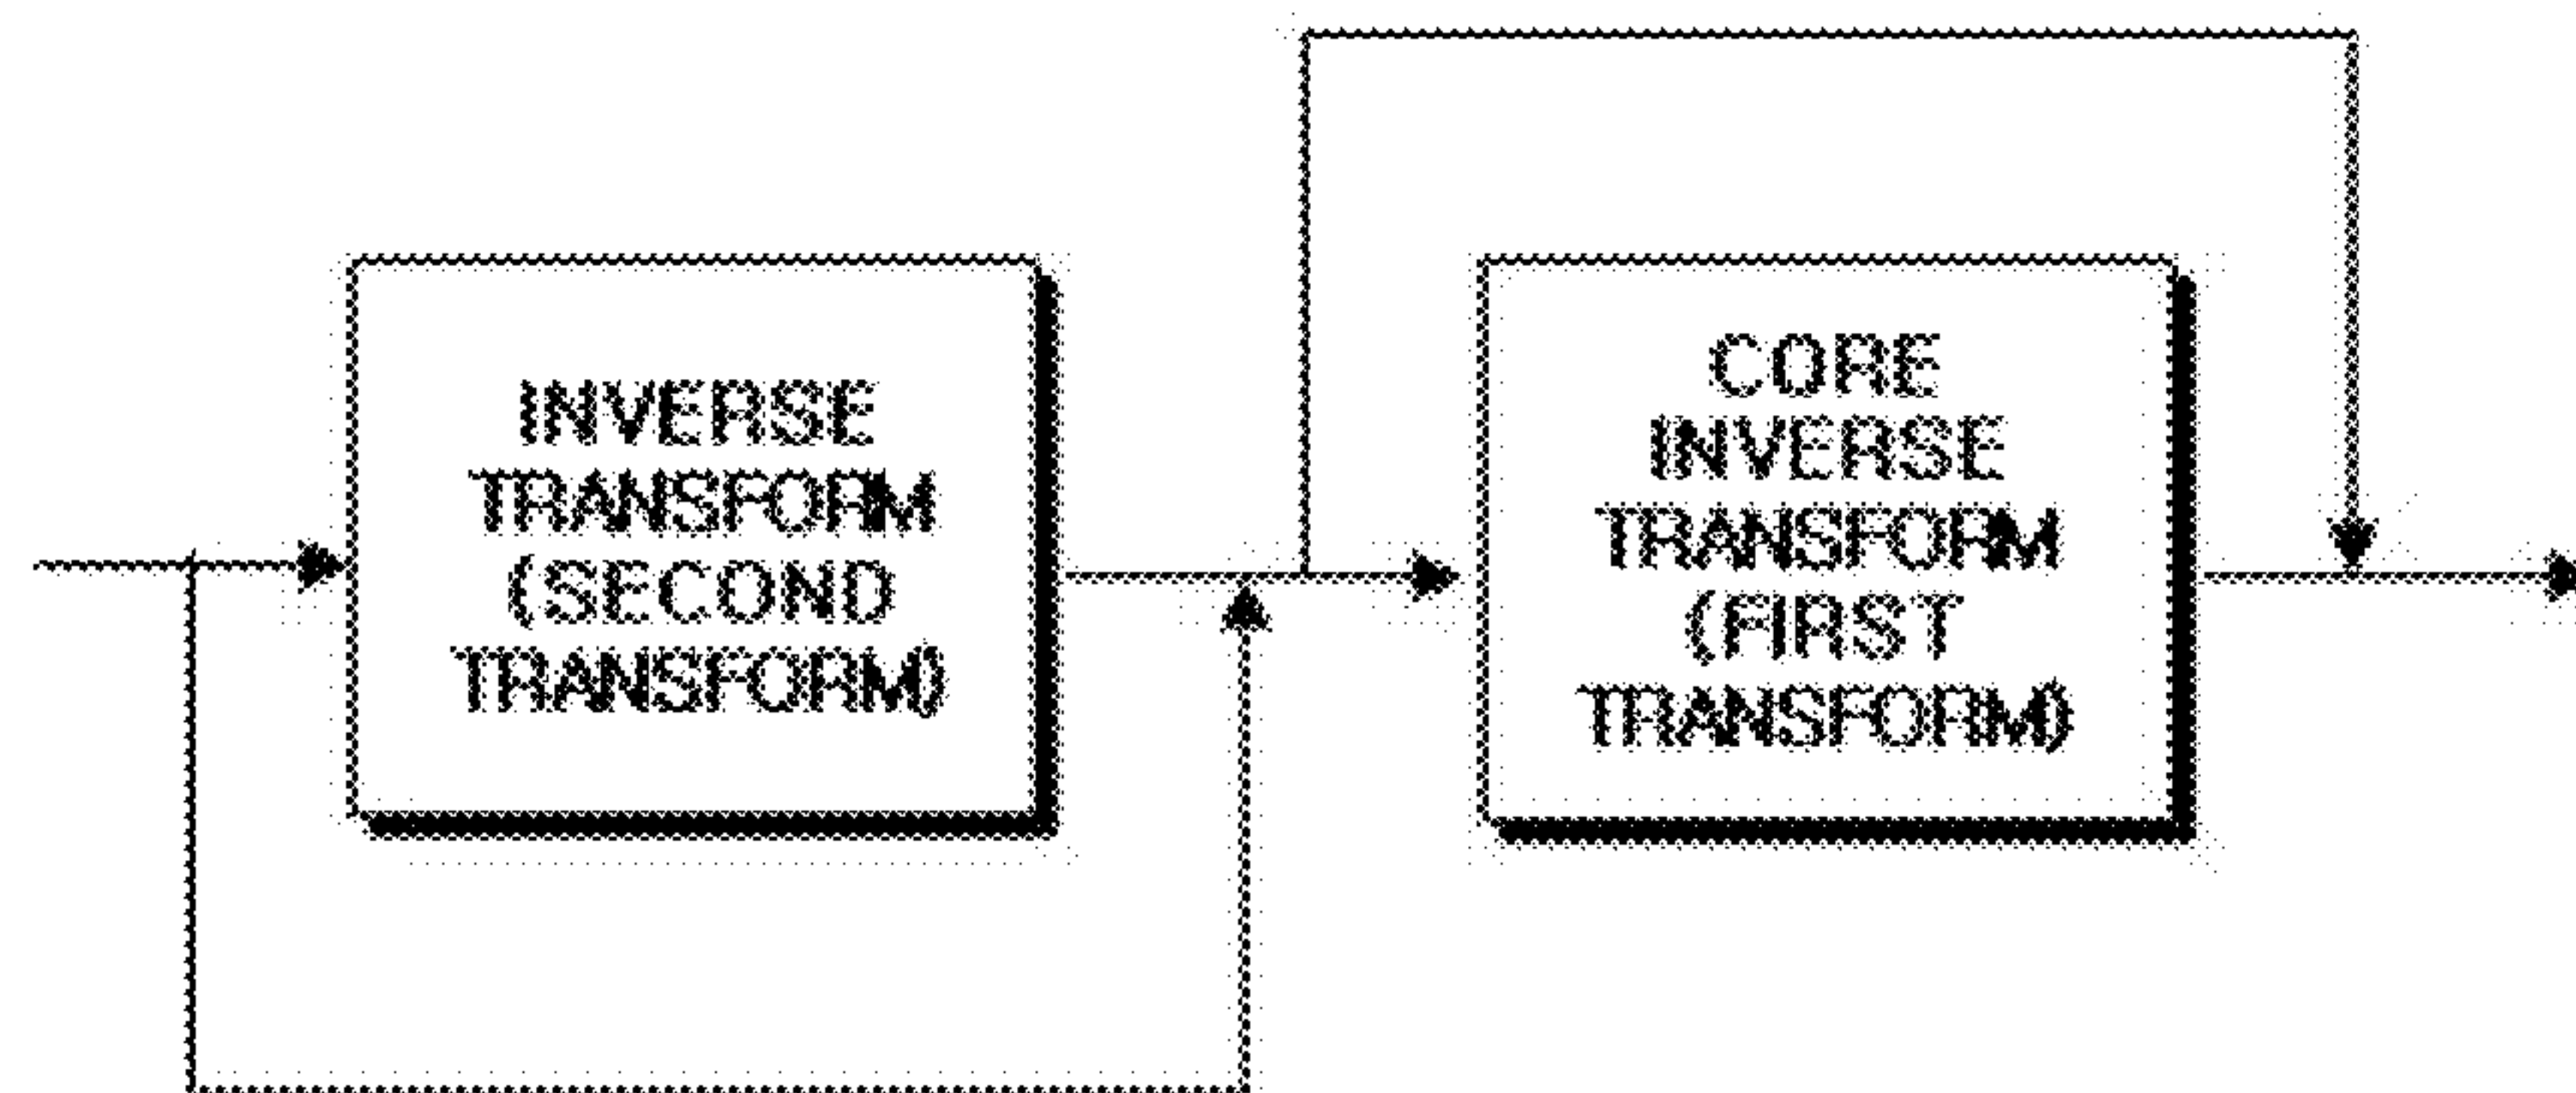 INVERSE
TRANSFORM
(SECOND
TRANSFORM)
CORE
INVERSE
TRANSFORM
(FIRST
TRANSFORM)